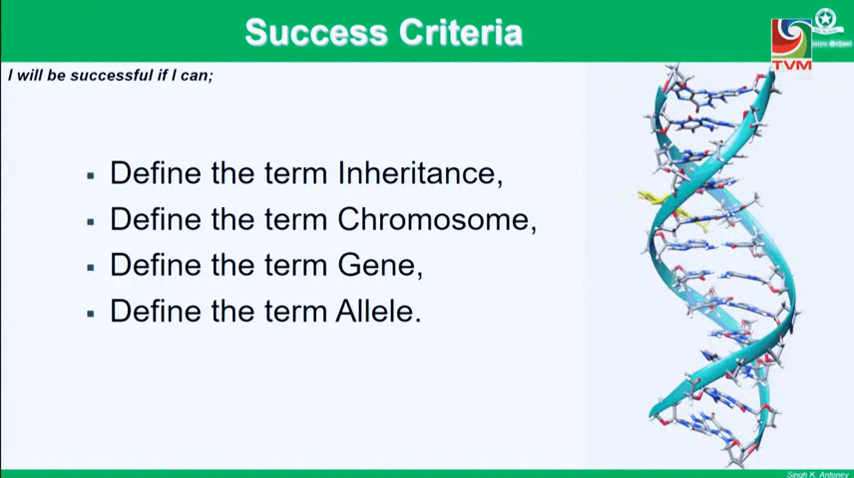 Success Criteria
TVM
I will be successful if I can;
▪ Define the term Inheritance,
▪ Define the term Chromosome,
▪ Define the term Gene,
▪ Define the term Allele.
Singh K. Antoney